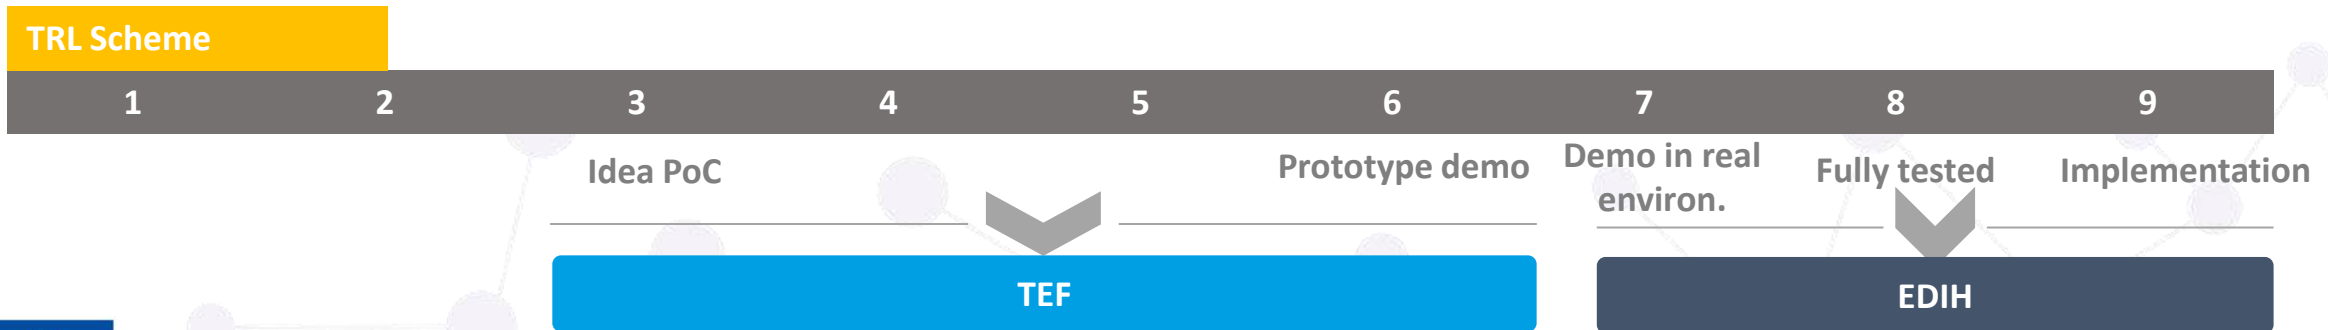 TRL Scheme
1 2 3 4 5 6 7 8 9
Idea PoC
Prototype demo
Demo in real
environ.
Fully tested
Implementation
TEF
EDIH